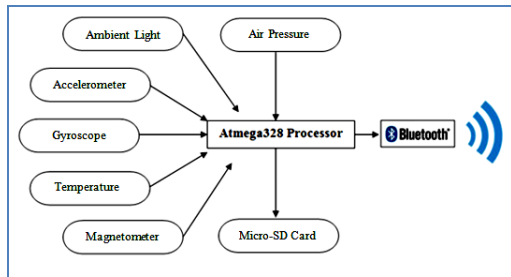 Ambient Light
Air Pressure
Accelerometer
Gyroscope
Atmega328 Processor
Bluetooth
Temperature
Magnetometer
Micro-SD Card